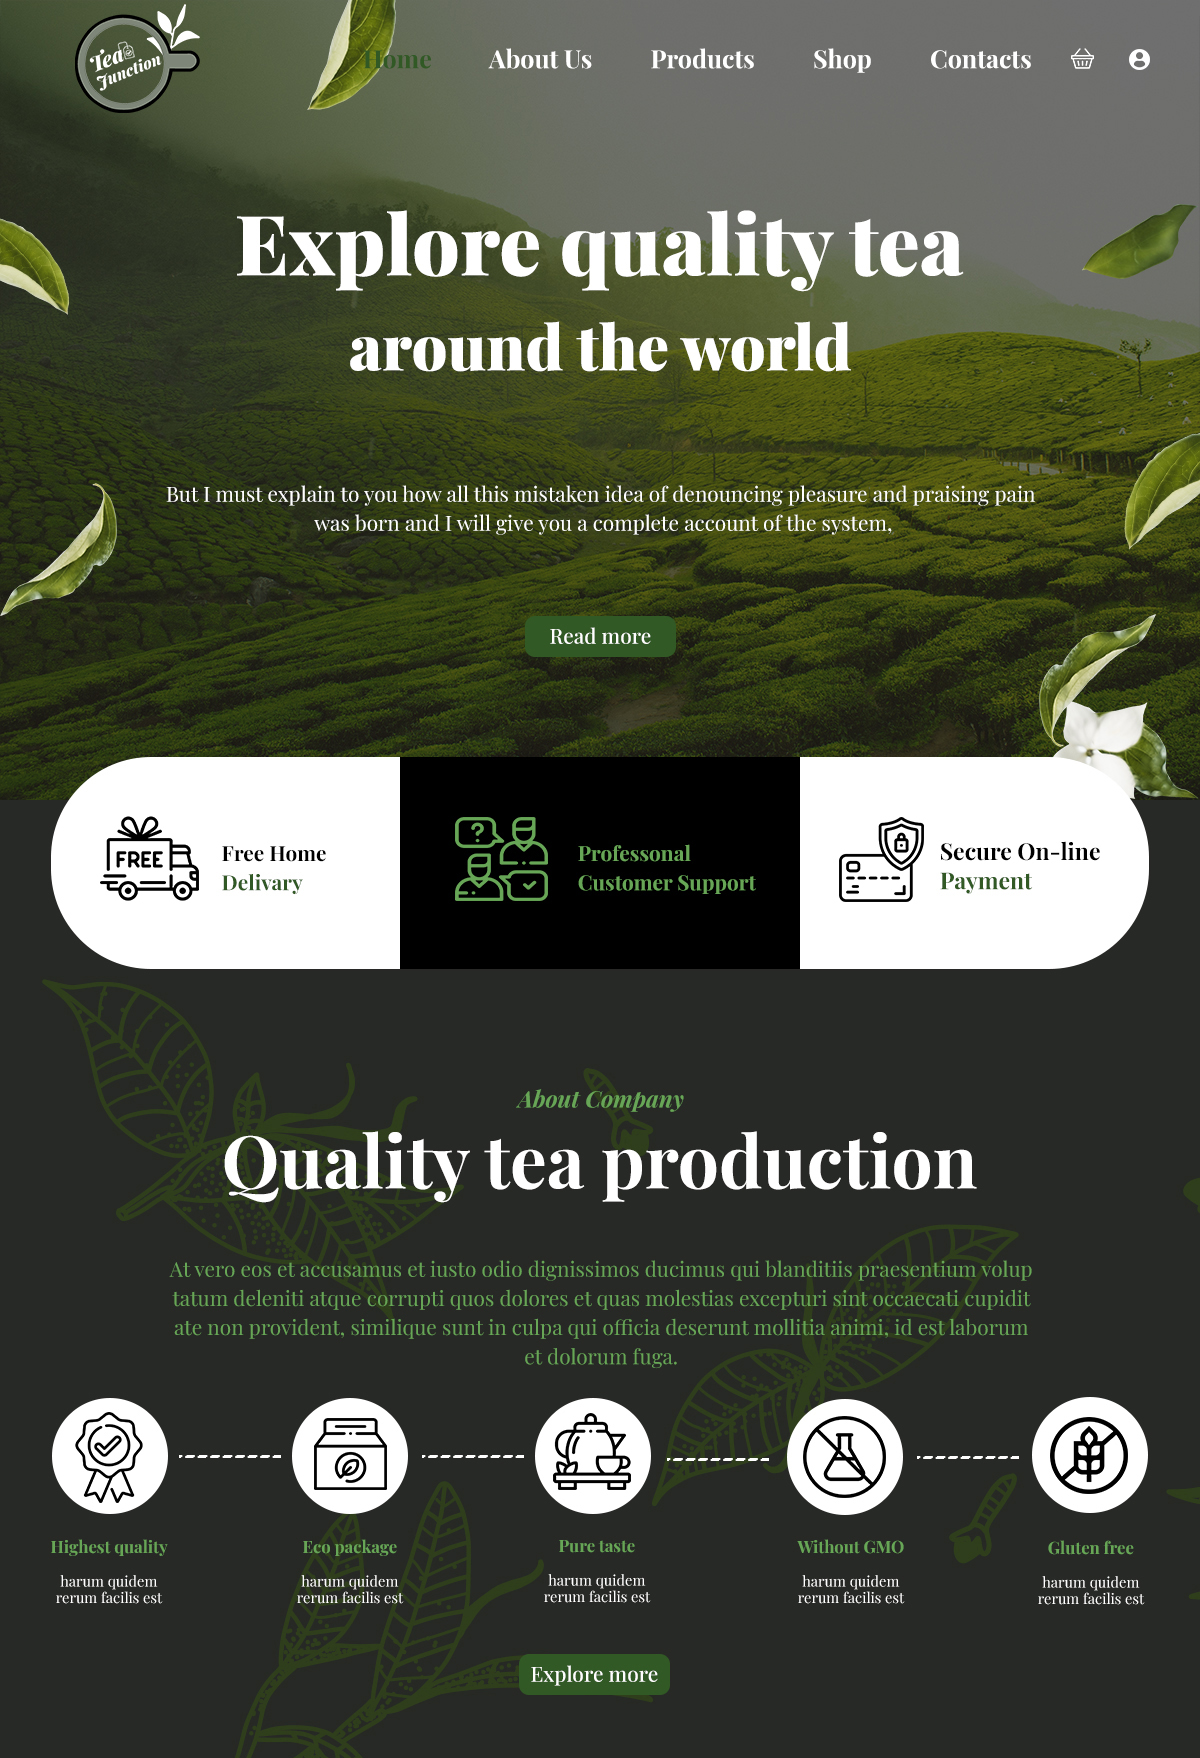 Tea
Junction
Home
About Us
Products
Shop
Contacts
Explore quality tea
around the world
But I must explain to you how all this mistaken idea of denouncing pleasure and praising pain
was born and I will give you a complete account of the system,
Read more
FREE
Free Home
Delivary
?
Professonal
Customer Support
Secure On-line
Payment
About Company
Quality tea production
At vero eos et accusamus et iusto odio dignissimos ducimus qui blanditiis praesentium volup
tatum deleniti atque corrupti quos dolores et quas molestias excepturi sint occaecati cupidit
ate non provident, similique sunt in culpa qui officia deserunt mollitia animi, id est laborum
et dolorum fuga.
Highest quality
harum quidem
rerum facilis est
Eco package
harum quidem
rerum facilis est
Pure taste
harum quidem
rerum facilis est
Without GMO
harum quidem
rerum facilis est
Gluten free
harum quidem
rerum facilis est
Explore more